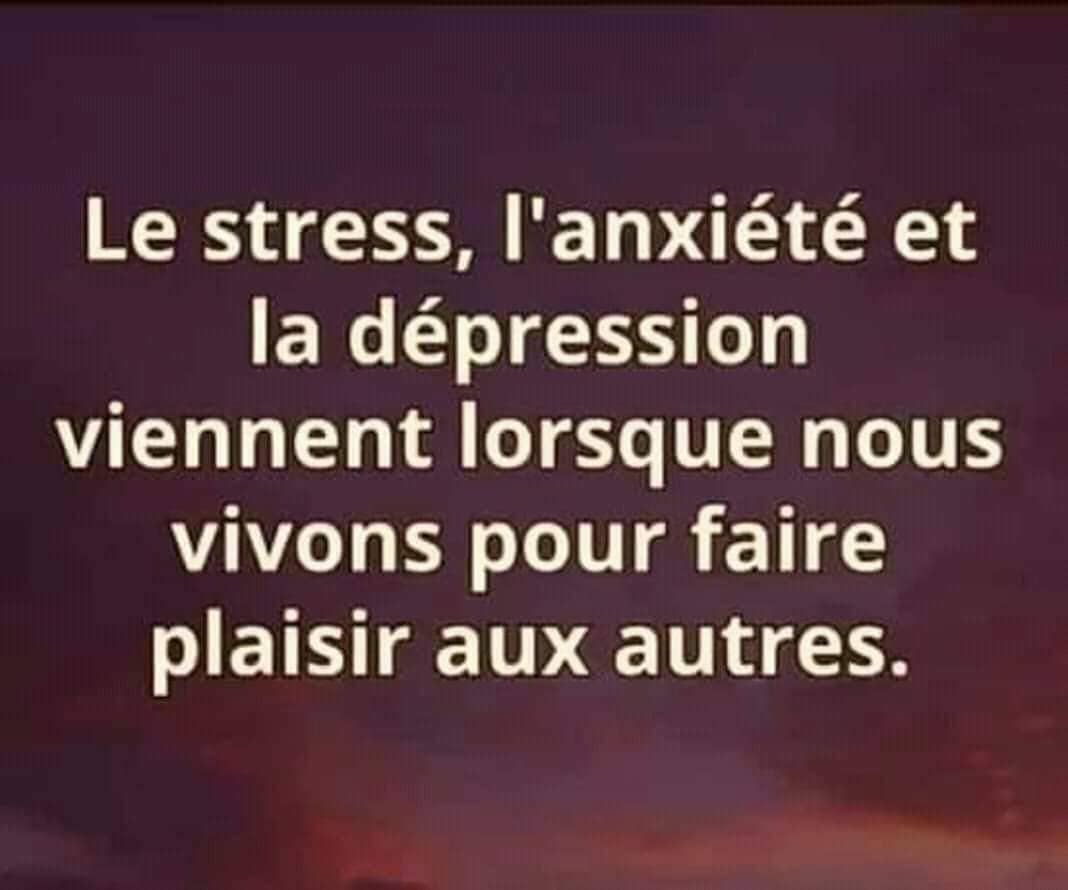 Le stress, l'anxiété et
la dépression
viennent lorsque nous
vivons pour faire
plaisir aux autres.